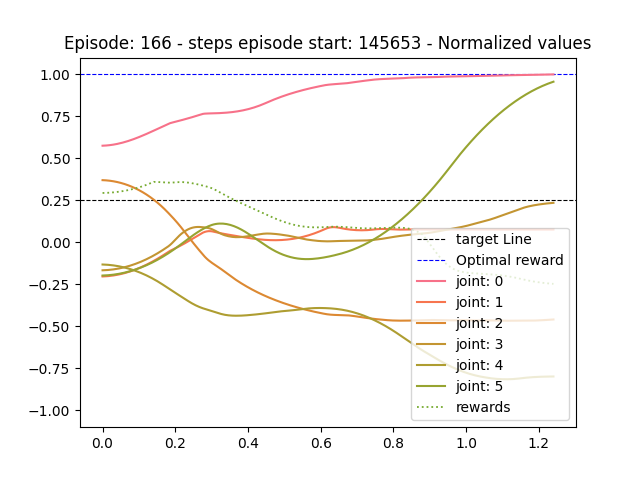 Episode: 166 - steps episode start: 145653 - Normalized values
1.00
0.75
0.50
0.25
0.00
−0.25
−0.50
−0.75
−1.00
target Line
Optimal reward
joint: 0
joint: 1
joint: 2
joint: 3
joint: 4
joint: 5
rewards
0.0 0.2 0.4 0.6 0.8 1.0 1.2